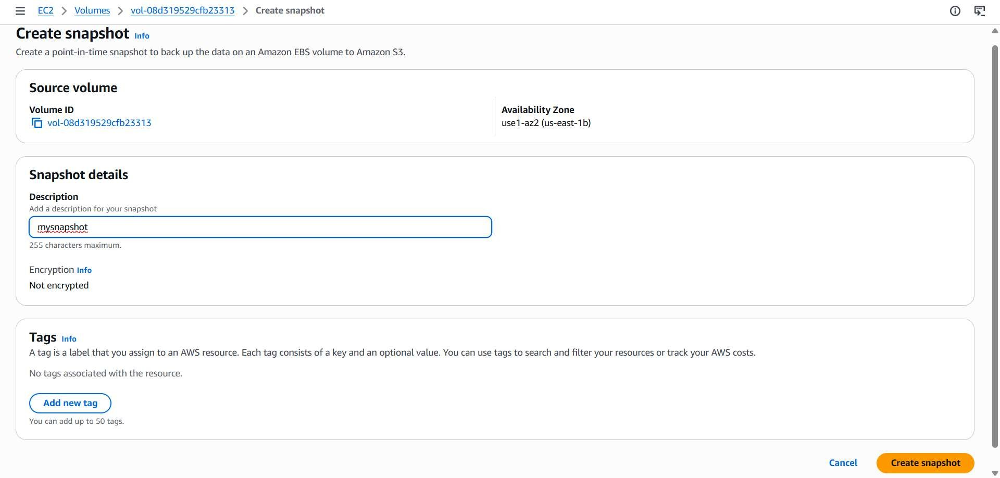 EC2 > Volumes > vol-08d319529cfb23313 > Create snapshot
Create snapshot Info
Create a point-in-time snapshot to back up the data on an Amazon EBS volume to Amazon S3.
Source volume
Volume ID
vol-08d319529cfb23313
Availability Zone
use1-az2 (us-east-1b)
Snapshot details
Description
Add a description for your snapshot
mysnapshot
255 characters maximum.
Encryption Info
Not encrypted
Tags Info
A tag is a label that you assign to an AWS resource. Each tag consists of a key and an optional value. You can use tags to search and filter your resources or track your AWS costs.
No tags associated with the resource.
Add new tag
You can add up to 50 tags.
Cancel
Create snapshot